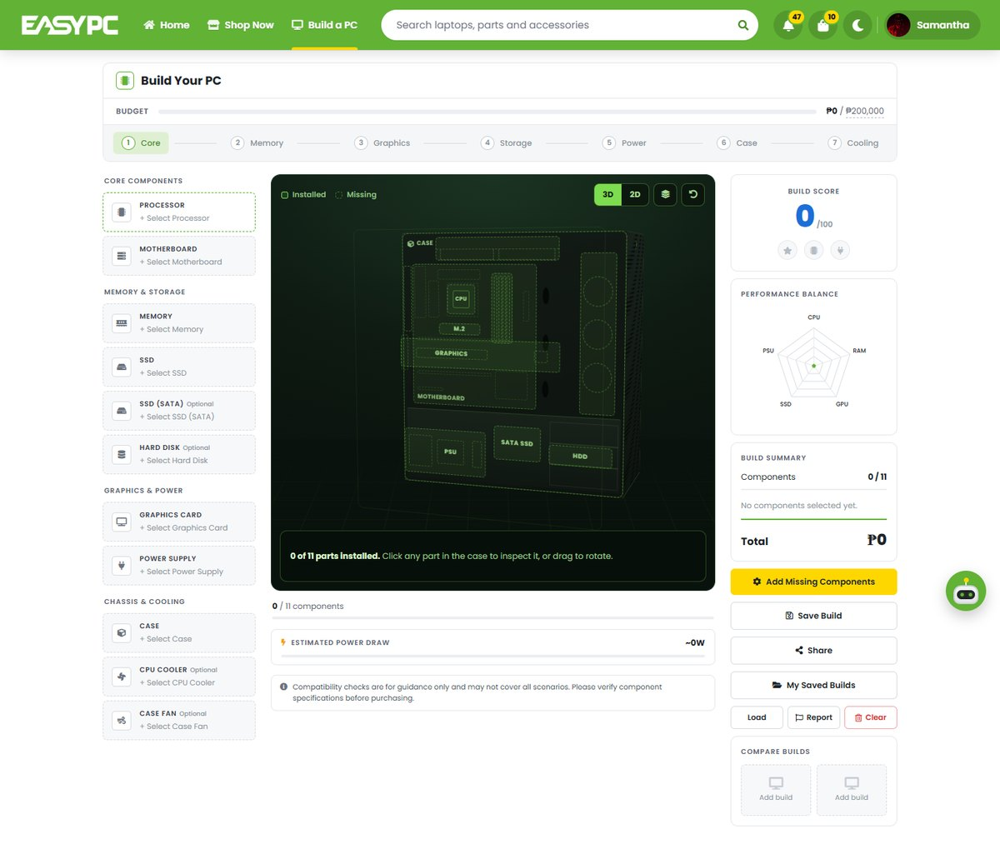 EASYPC
Home
Shop Now
Build a PC
Search laptops, parts and accessories
47
10
Samantha
Build Your PC
BUDGET
₱0 / ₱200,000
1 Core
2 Memory
3 Graphics
4 Storage
5 Power
6 Case
7 Cooling
CORE COMPONENTS
PROCESSOR
+ Select Processor
MOTHERBOARD
+ Select Motherboard
MEMORY & STORAGE
MEMORY
+ Select Memory
SSD
+ Select SSD
SSD (SATA) Optional
+ Select SSD (SATA)
HARD DISK Optional
+ Select Hard Disk
GRAPHICS & POWER
GRAPHICS CARD
+ Select Graphics Card
POWER SUPPLY
+ Select Power Supply
CHASSIS & COOLING
CASE
+ Select Case
CPU COOLER Optional
+ Select CPU Cooler
CASE FAN Optional
+ Select Case Fan
Installed
Missing
3D
2D
CASE
CPU
M.2
GRAPHICS
MOTHERBOARD
PSU
SATA SSD
HDD
0 of 11 parts installed. Click any part in the case to inspect it, or drag to rotate.
0 / 11 components
ESTIMATED POWER DRAW
~0W
Compatibility checks are for guidance only and may not cover all scenarios. Please verify component
specifications before purchasing.
BUILD SCORE
0 /100
PERFORMANCE BALANCE
CPU
PSU
RAM
SSD
GPU
BUILD SUMMARY
Components
0 / 11
No components selected yet.
Total
₱0
Add Missing Components
Save Build
Share
My Saved Builds
Load
Report
Clear
COMPARE BUILDS
Add build
Add build